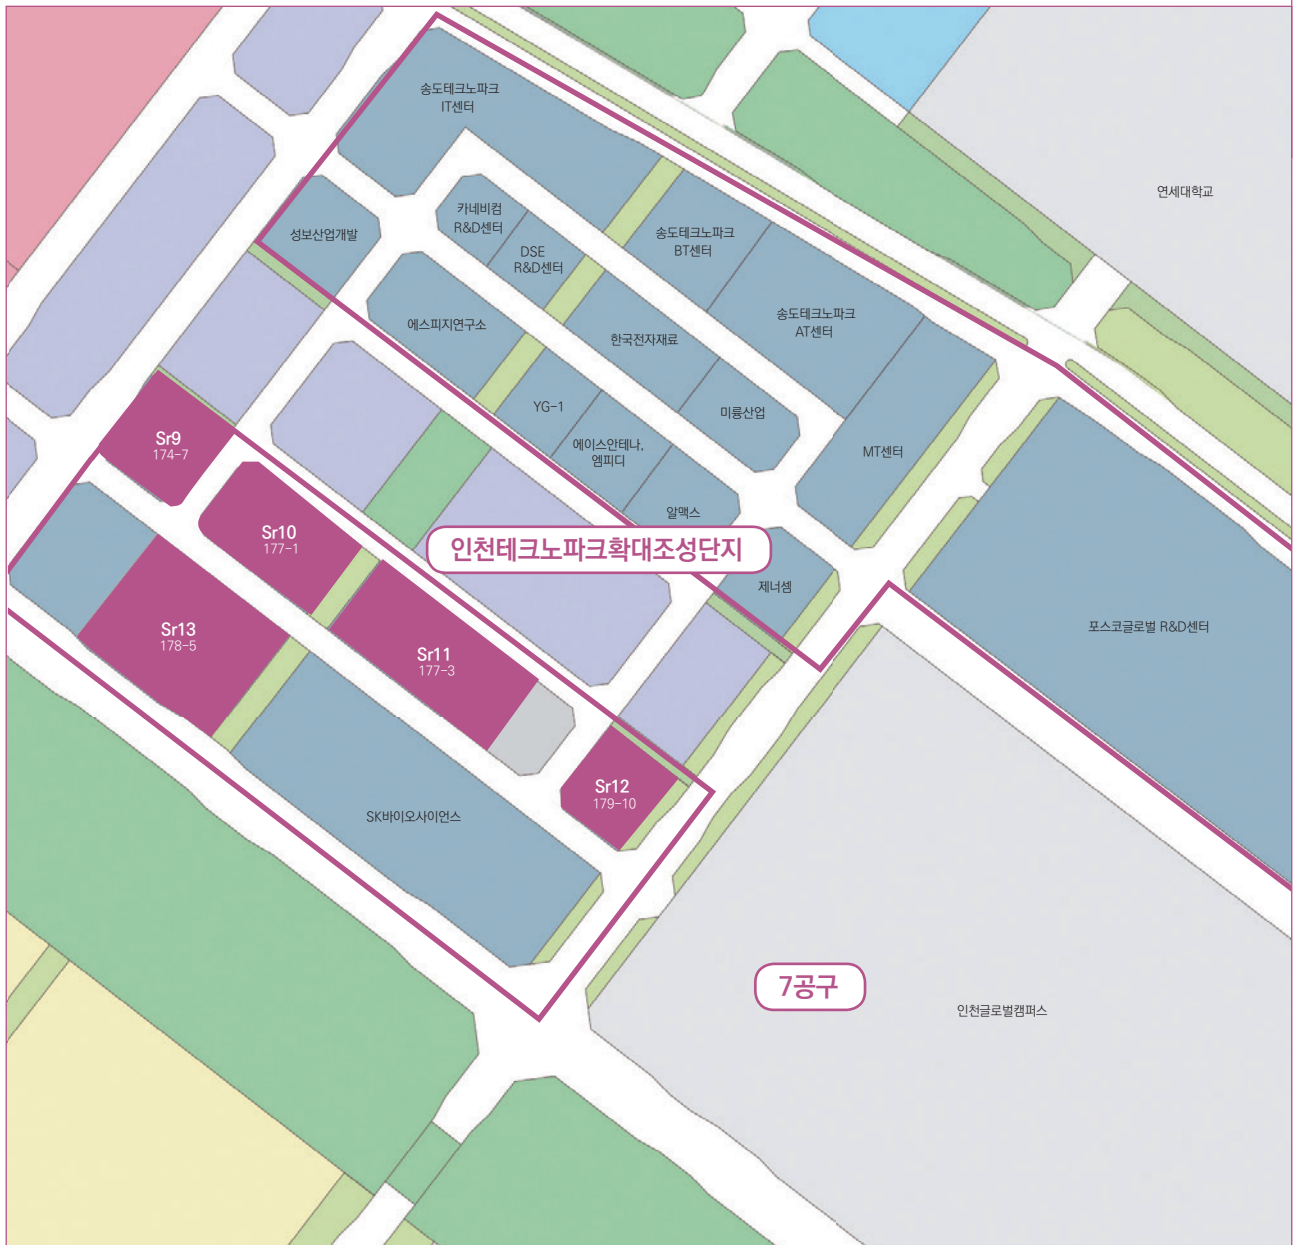 송도테크노파크
IT센터
연세대학교
카네비컴
R&D센터
성보산업개발
송도테크노파크
BT센터
DSE
R&D센터
에스피지연구소
한국전자재료
송도테크노파크
AT센터
YG-1
미륭산업
에이스안테나,
엠피디
MT센터
Sr9
174-7
알맥스
Sr10
177-1
인천테크노파크확대조성단지
제너셈
포스코글로벌 R&D센터
Sr13
178-5
Sr11
177-3
Sr12
179-10
SK바이오사이언스
7공구
인천글로벌캠퍼스